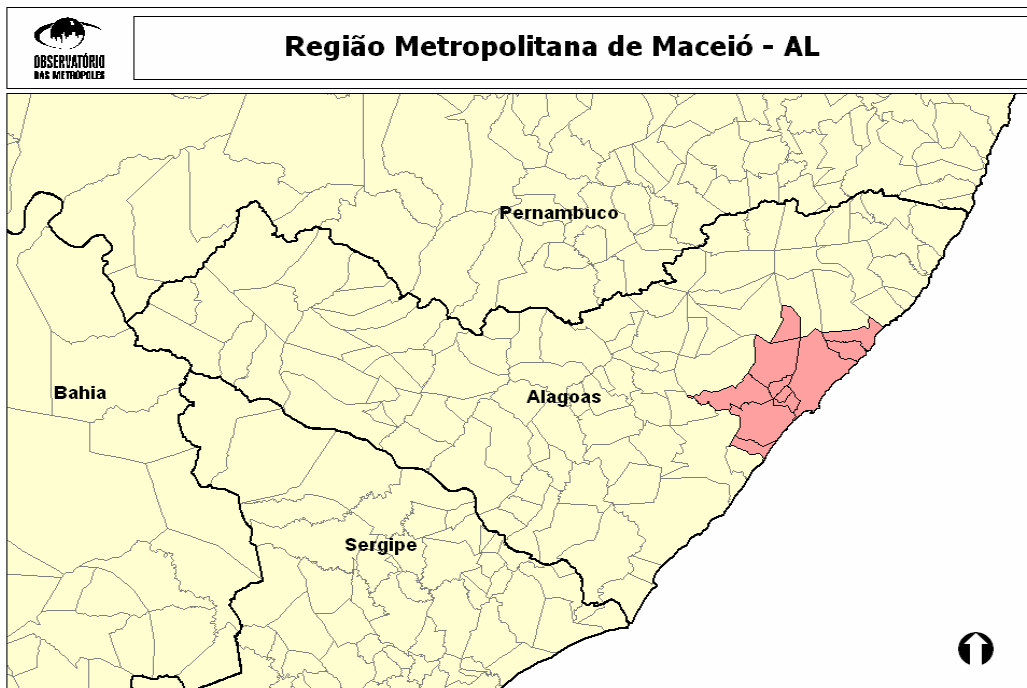 OBSERVATÓRIO
DAS METRÓPOLES
Região Metropolitana de Maceió - AL
Pernambuco
Bahia
Alagoas
Sergipe